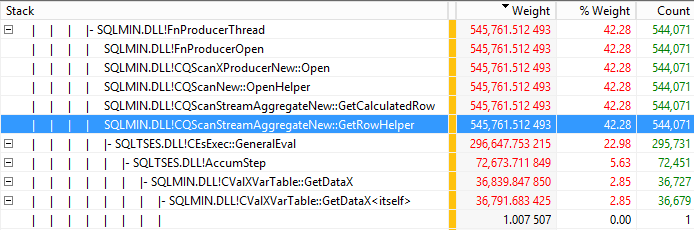 Stack Weight % Weight Count
|- SQLMIN.DLL!FnProducerThread 545,761.512 493 42.28 544,071
SQLMIN.DLL!FnProducerOpen 545,761.512 493 42.28 544,071
SQLMIN.DLL!CQScanXProducerNew::Open 545,761.512 493 42.28 544,071
SQLMIN.DLL!CQScanNew::OpenHelper 545,761.512 493 42.28 544,071
SQLMIN.DLL!CQScanStreamAggregateNew::GetCalculatedRow 545,761.512 493 42.28 544,071
SQLMIN.DLL!CQScanStreamAggregateNew::GetRowHelper 545,761.512 493 42.28 544,071
|- SQLTSES.DLL!CEsExec::GeneralEval 296,647.753 215 22.98 295,731
|- SQLTSES.DLL!AccumStep 72,673.711 849 5.63 72,451
|- SQLMIN.DLL!CValXVarTable::GetDataX 36,839.847 850 2.85 36,727
|- SQLMIN.DLL!CValXVarTable::GetDataX<itself> 36,791.683 425 2.85 36,679
1.007 507 0.00 1